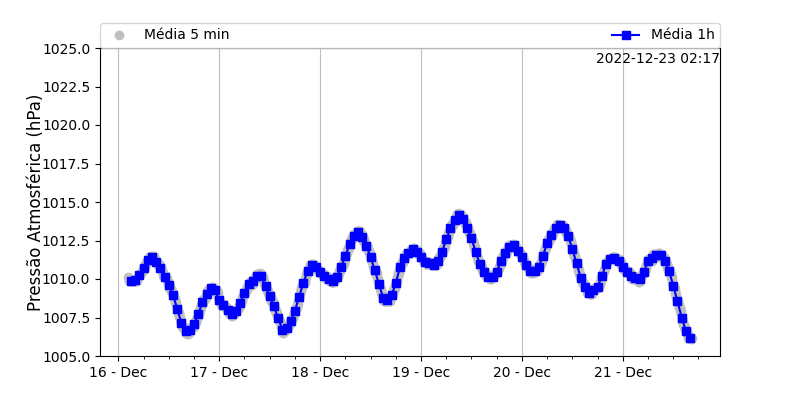 Média 5 min
Média 1h
2022-12-23 02:17
Pressão Atmosférica (hPa)
1025.0
1022.5
1020.0
1017.5
1015.0
1012.5
1010.0
1007.5
1005.0
16 - Dec
17 - Dec
18 - Dec
19 - Dec
20 - Dec
21 - Dec